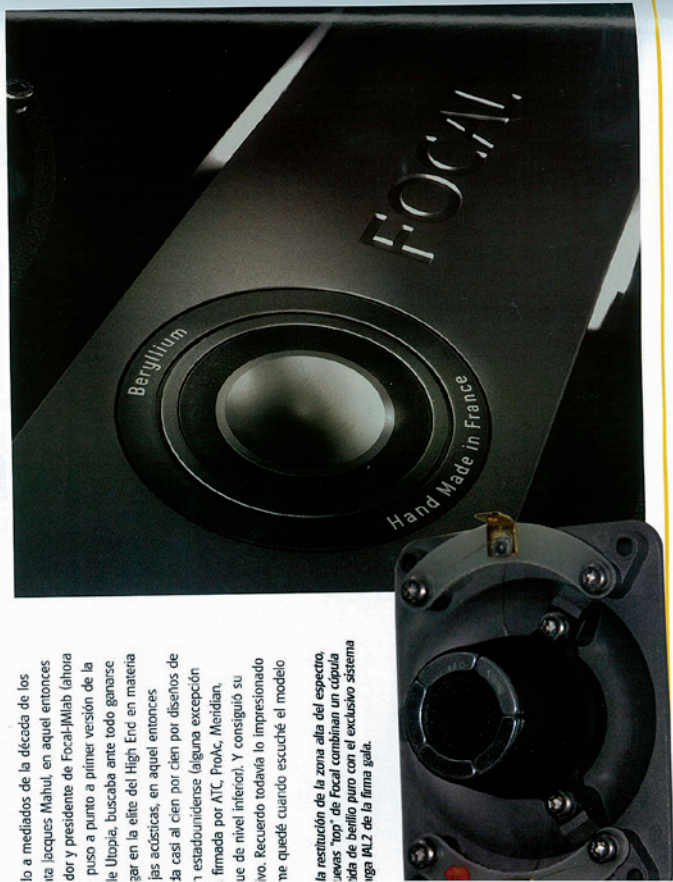 lo a mediados de la década de los
ta Jacques Mahul, en aquel entonces
dor y presidente de Focal-JMlab (ahora
puso a punto a primer versión de la
le Utopia, buscaba ante todo ganarse
gar en la elite del High End en materia
jas acústicas, en aquel entonces
da casi al cien por cien por diseños de
n estadounidense (alguna excepción
firmada por ATC, ProAc, Meridian,
ue de nivel inferior). Y consiguió su
ivo. Recuerdo todavía lo impresionado
me quedé cuando escuché el modelo
la restitución de la zona alta del espectro,
uevas "top" de Focal combinan un cúpula
tida de berilio puro con el exclusivo sistema
arga IAL2 de la firma gala.
Beryllium
Hand Made in France
FOCAL